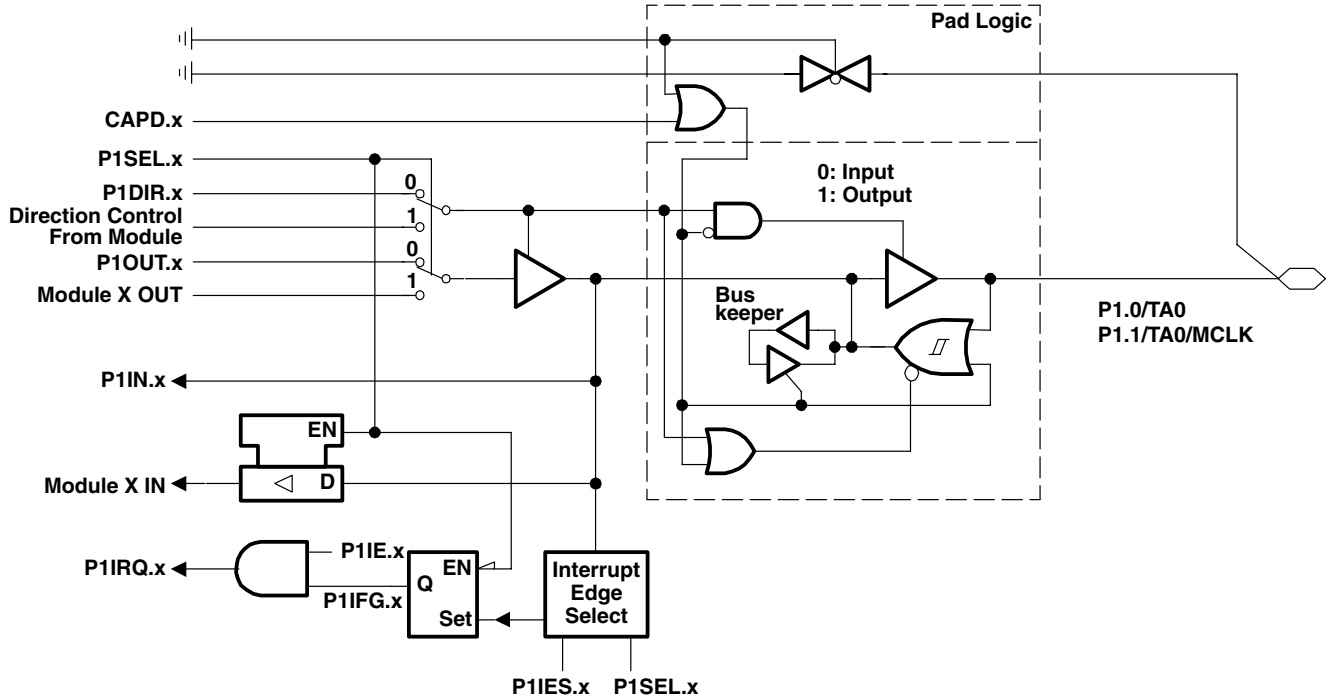 Pad Logic
CAPD.x
P1SEL.x
0: Input
1: Output
P1DIR.x
0
Direction Control
From Module
1
P1OUT.x
0
Module X OUT
1
Bus
keeper
P1.0/TA0
P1.1/TA0/MCLK
P1IN.x
EN
Module X IN
D
P1IRQ.x
P1IE.x
P1IFG.x
EN
Q
Set
Interrupt
Edge
Select
P1IES.x
P1SEL.x